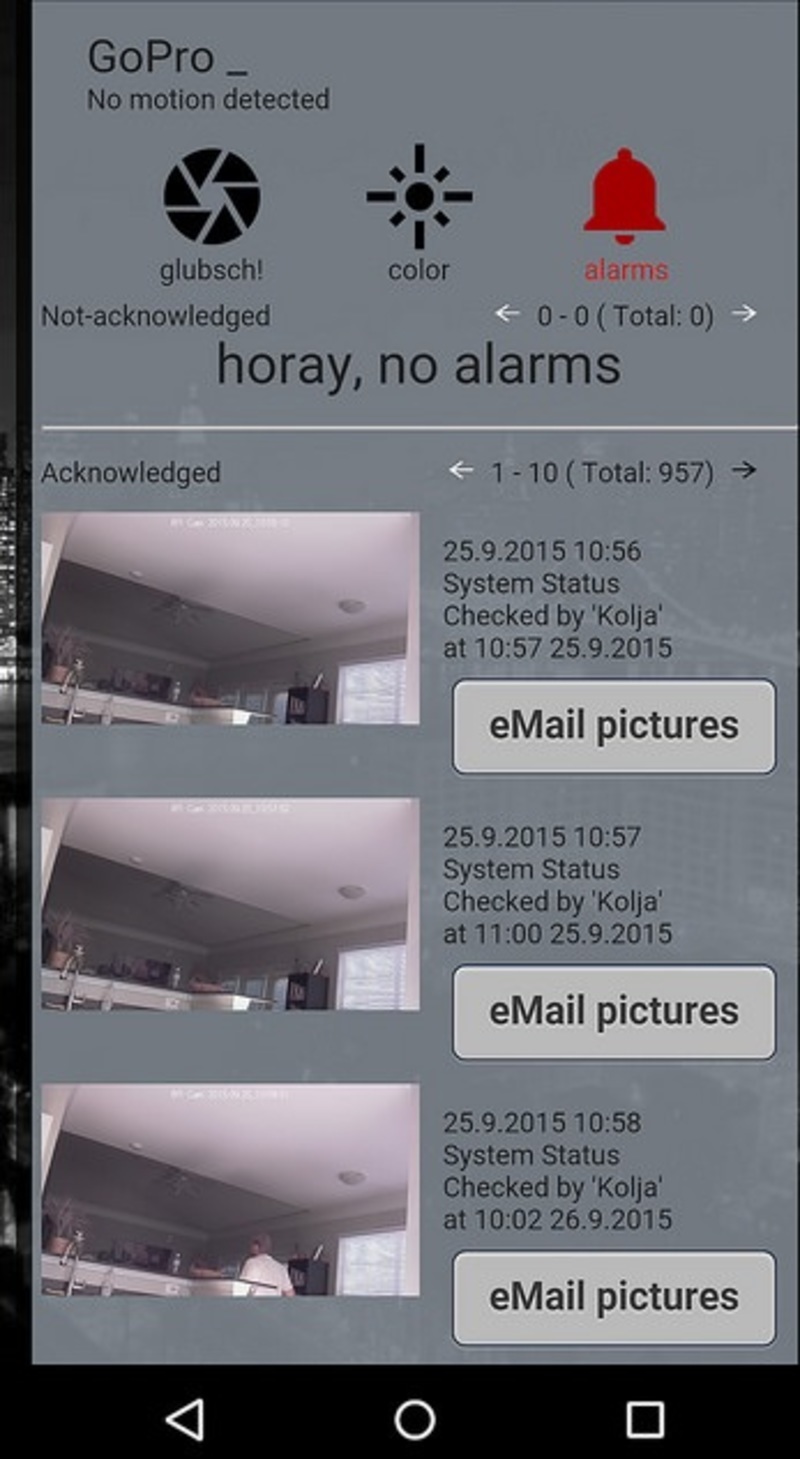 GoPro _
No motion detected
glubsch! color alarms
Not-acknowledged 0 - 0 ( Total: 0)
horay, no alarms
Acknowledged 1 - 10 ( Total: 957)
25.9.2015 10:56
System Status
Checked by 'Kolja'
at 10:57 25.9.2015
eMail pictures
25.9.2015 10:57
System Status
Checked by 'Kolja'
at 11:00 25.9.2015
eMail pictures
25.9.2015 10:58
System Status
Checked by 'Kolja'
at 10:02 26.9.2015
eMail pictures